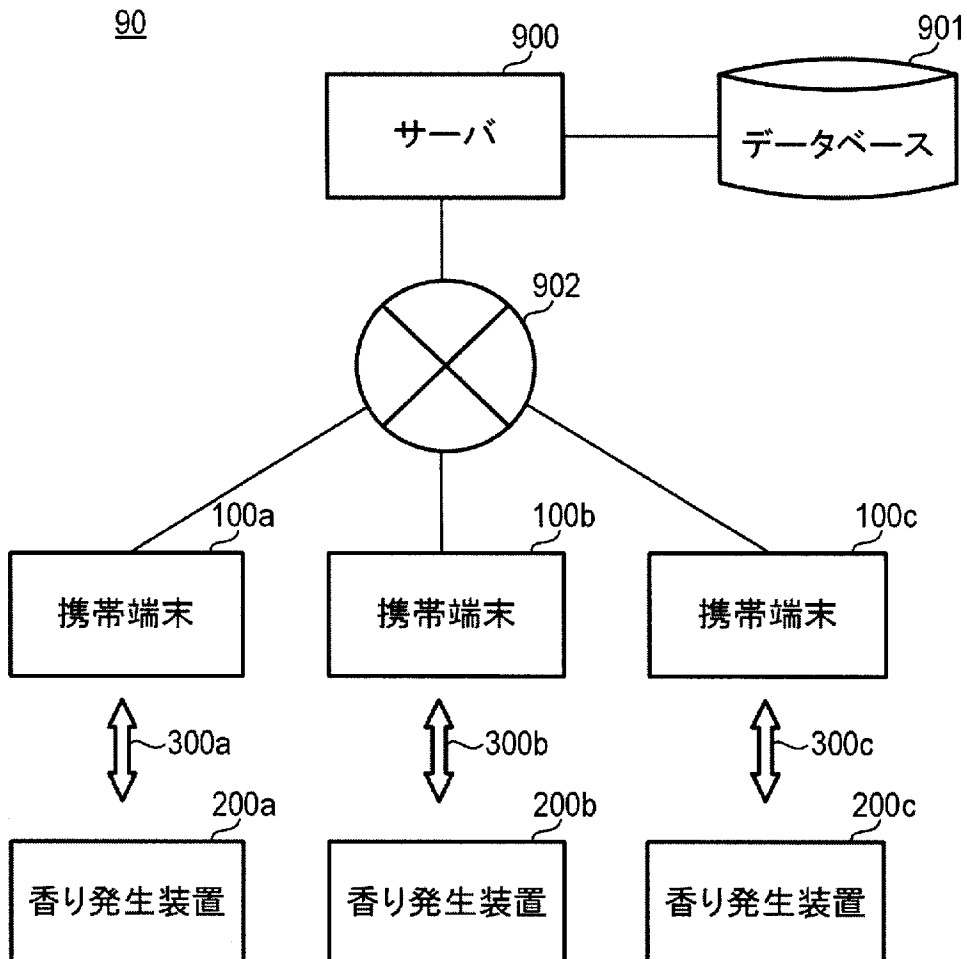 90
900
901
サーバ
データベース
902
100a
100b
100c
携帯端末
携帯端末
携帯端末
300a
300b
300c
200a
200b
200c
香り発生装置
香り発生装置
香り発生装置